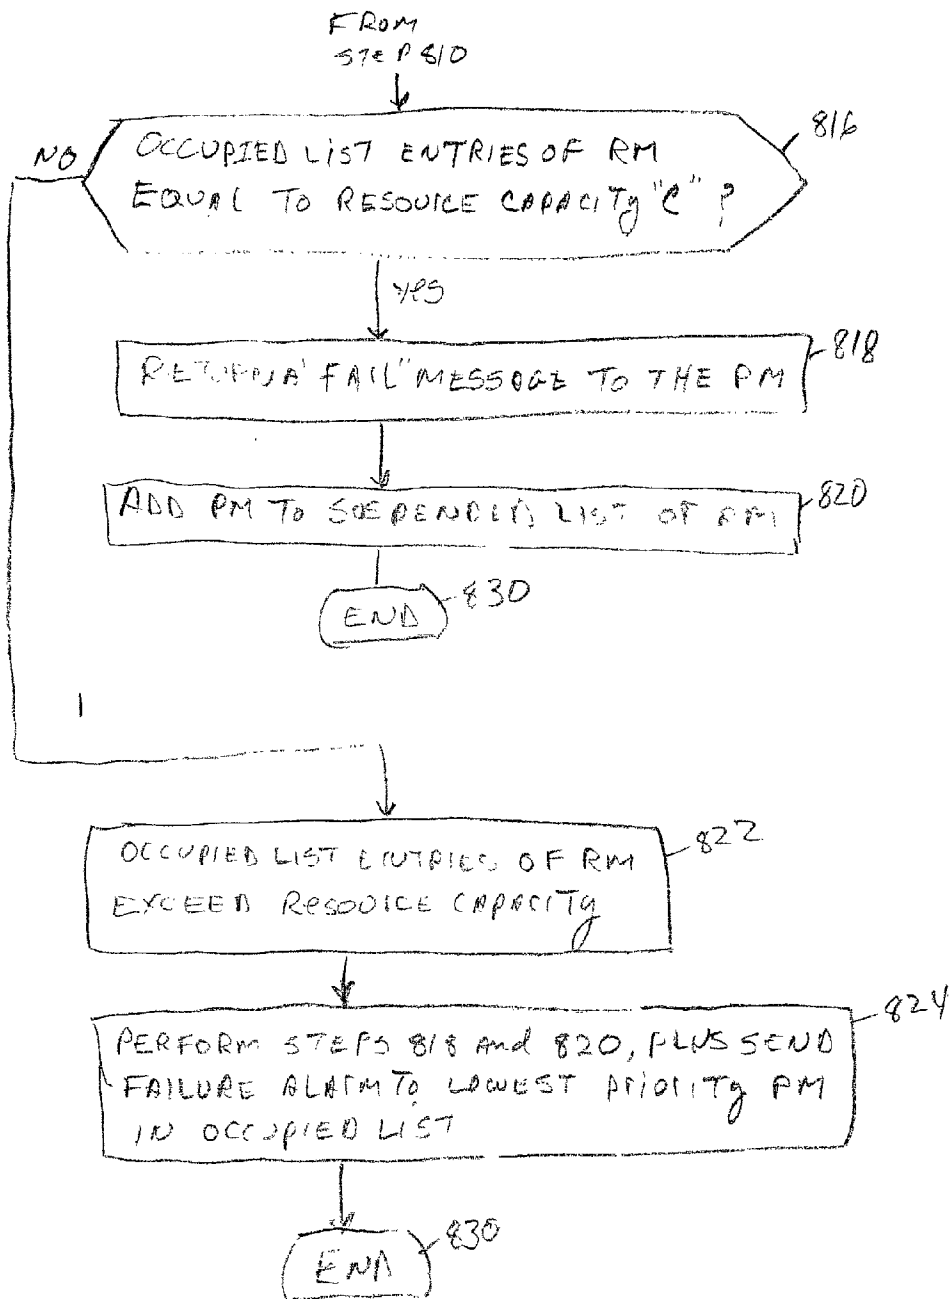 FROM
STEP 810
816
NO
OCCUPIED LIST ENTRIES OF RM
EQUAL TO RESOUICE CAPACITY "C" ?
yes
818
RETURN A "FAIL" MESSAGE TO THE PM
820
ADD PM TO SUSPENDED LIST OF RM
END
830
822
OCCUPIED LIST ENTRIES OF RM
EXCEED RESOUICE CAPACITY
824
PERFORM STEPS 818 and 820, PLUS SEND
FAILURE ALARM TO LOWEST PRIORITY PM
IN OCCUPIED LIST
END
830